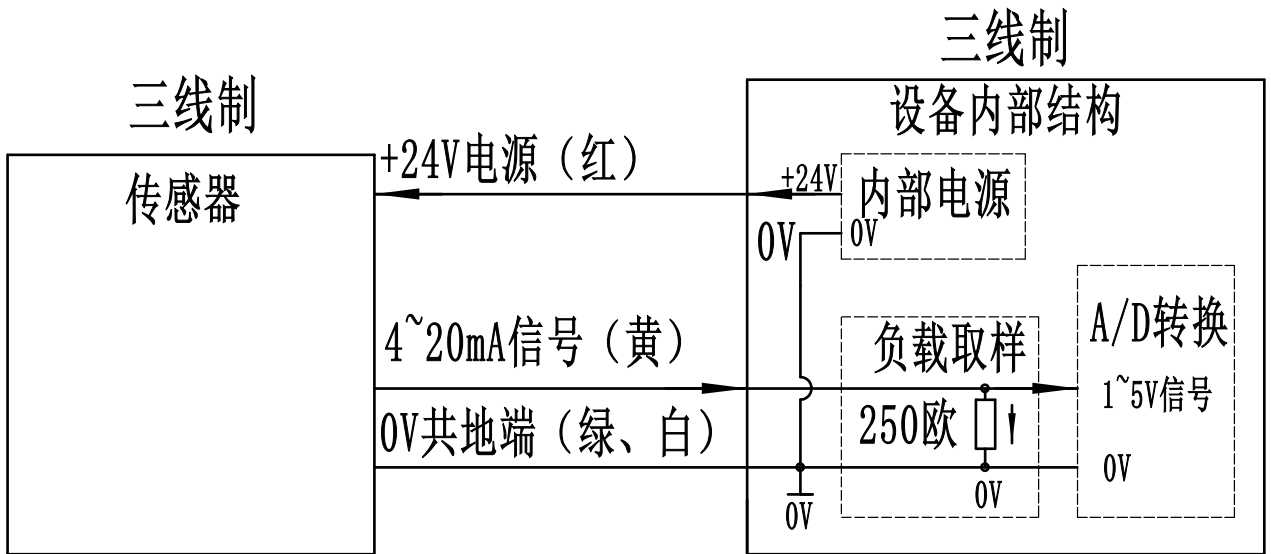 三线制
传感器
+24V电源（红）
4~20mA信号（黄）
0V共地端（绿、白）
三线制
设备内部结构
+24V
内部电源
0V
0V
负载取样
250欧
0V
0V
A/D转换
1~5V信号
0V